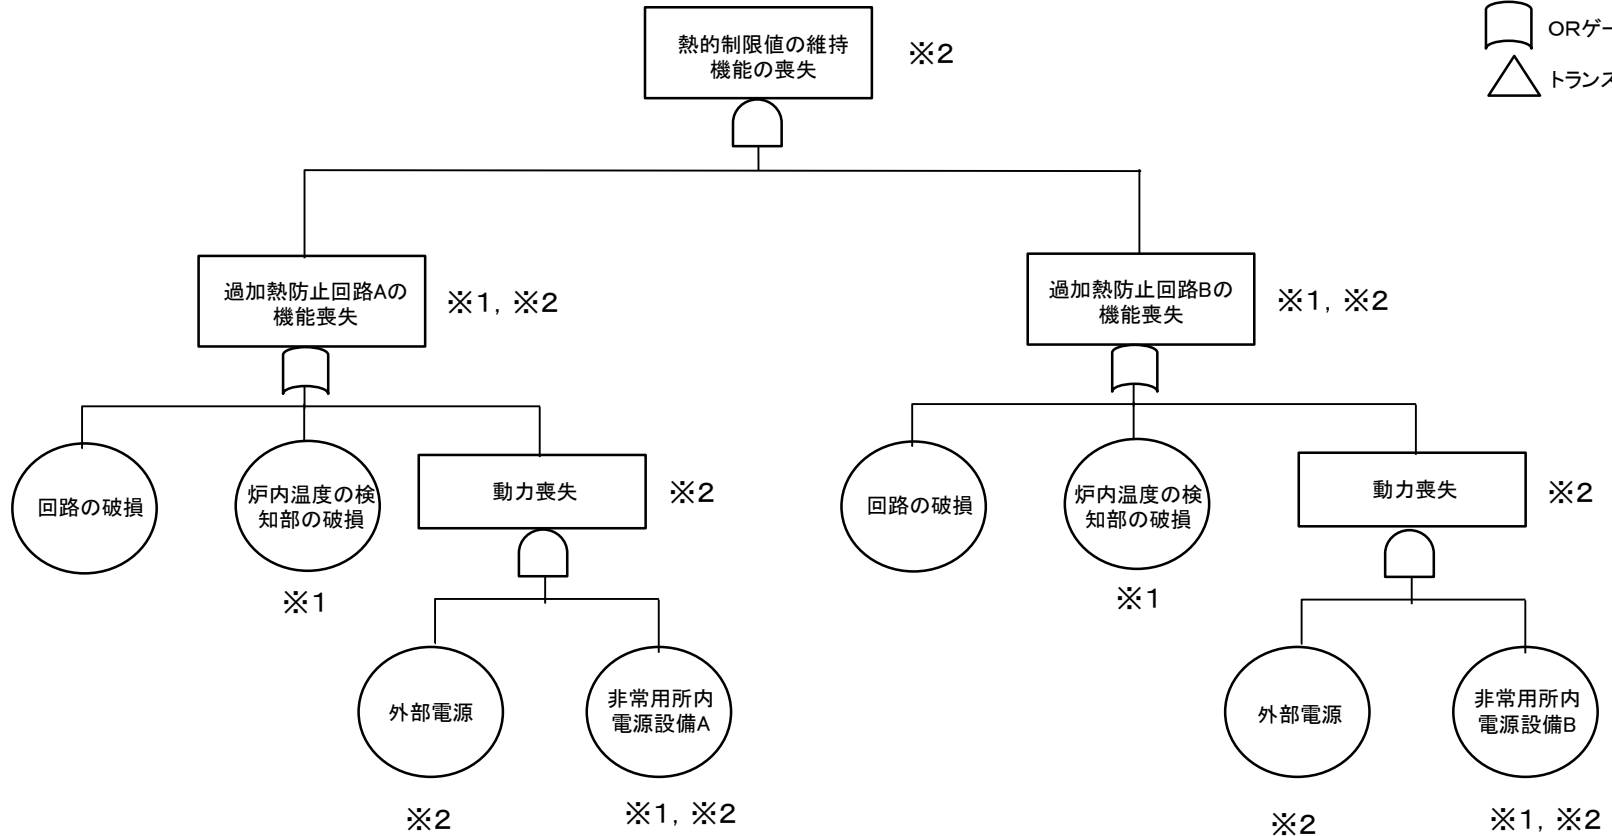 ORゲー
トランス
熱的制限値の維持
機能の喪失
※2
過加熱防止回路Aの
機能喪失
※1, ※2
過加熱防止回路Bの
機能喪失
※1, ※2
回路の破損
炉内温度の検
知部の破損
※1
動力喪失
※2
回路の破損
炉内温度の検
知部の破損
※1
動力喪失
※2
外部電源
※2
非常用所内
電源設備A
※1, ※2
外部電源
※2
非常用所内
電源設備B
※1, ※2